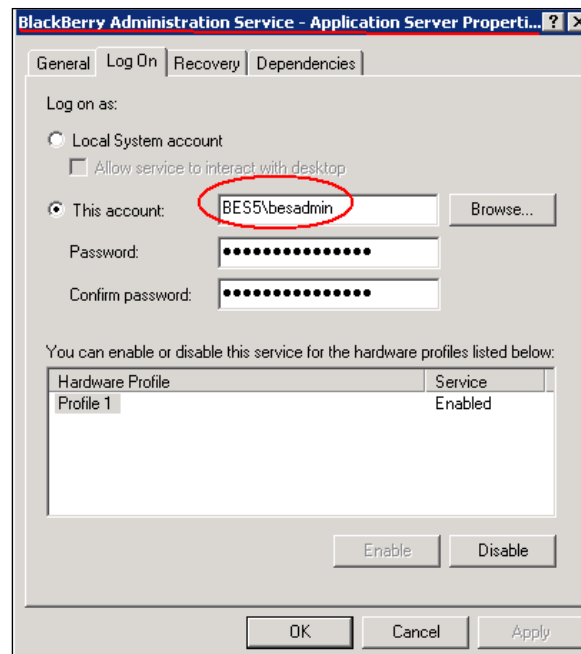 BlackBerry Administration Service - Application Server Properti... ? X
General Log On Recovery Dependencies
Log on as:
Local System account
Allow service to interact with desktop
This account: BES5\besadmin Browse...
Password: •••••••••••••••
Confirm password: •••••••••••••••
You can enable or disable this service for the hardware profiles listed below:
Hardware Profile Service
Profile 1 Enabled
Enable Disable
OK Cancel Apply